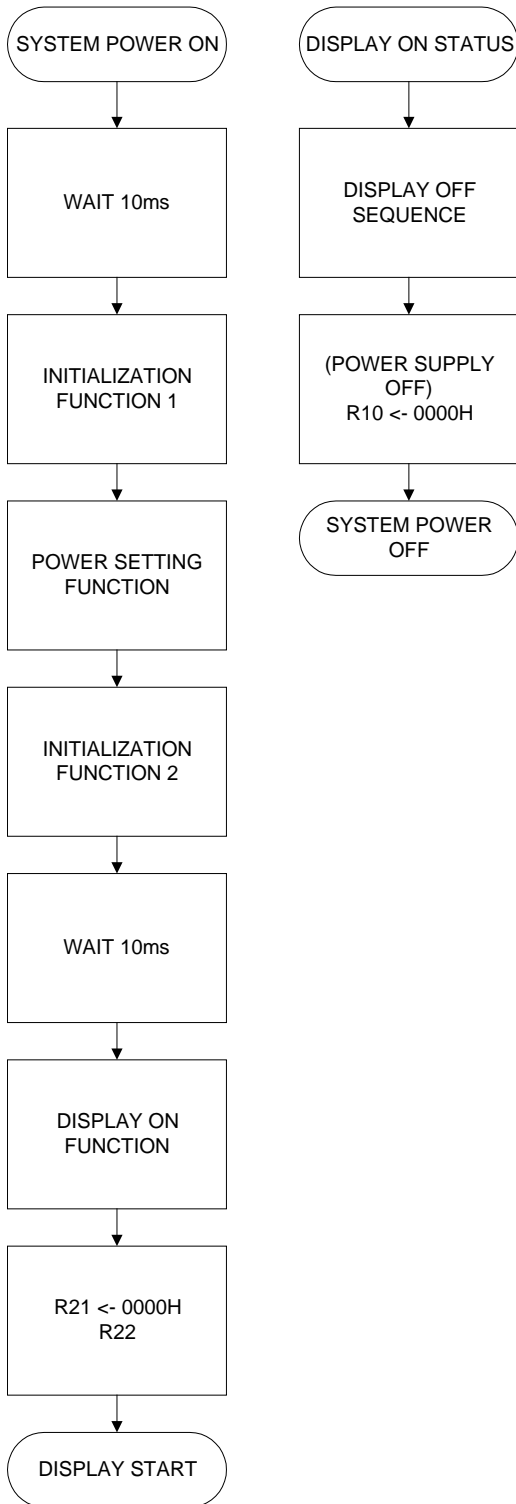 SYSTEM POWER ON
WAIT 10ms
INITIALIZATION
FUNCTION 1
POWER SETTING
FUNCTION
INITIALIZATION
FUNCTION 2
WAIT 10ms
DISPLAY ON
FUNCTION
R21 <- 0000H
R22
DISPLAY START
DISPLAY ON STATUS
DISPLAY OFF
SEQUENCE
(POWER SUPPLY
OFF)
R10 <- 0000H
SYSTEM POWER
OFF